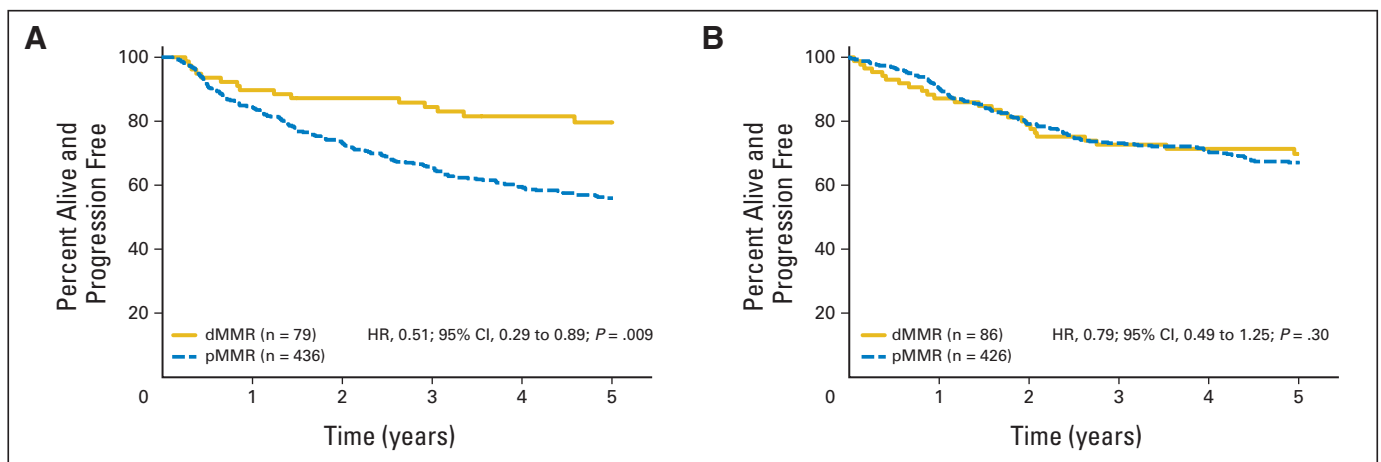 A
Percent Alive and
Progression Free
100
80
60
40
20
0
dMMR (n = 79)
HR, 0.51; 95% CI, 0.29 to 0.89; P = .009
pMMR (n = 436)
1 2 3 4 5
Time (years)
B
Percent Alive and
Progression Free
100
80
60
40
20
0
dMMR (n = 86)
HR, 0.79; 95% CI, 0.49 to 1.25; P = .30
pMMR (n = 426)
1 2 3 4 5
Time (years)